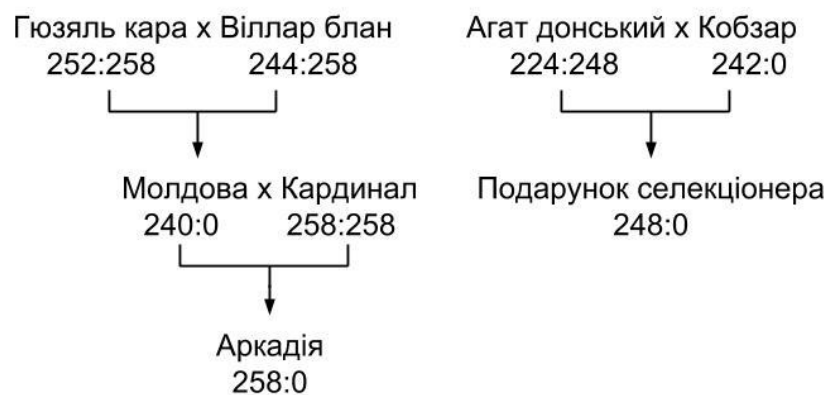 Гюзяль кара х Віллар блан
252:258 244:258
Агат донський х Кобзар
224:248 242:0
Молдова х Кардинал
240:0 258:258
Подарунок селекціонера
248:0
Аркадія
258:0